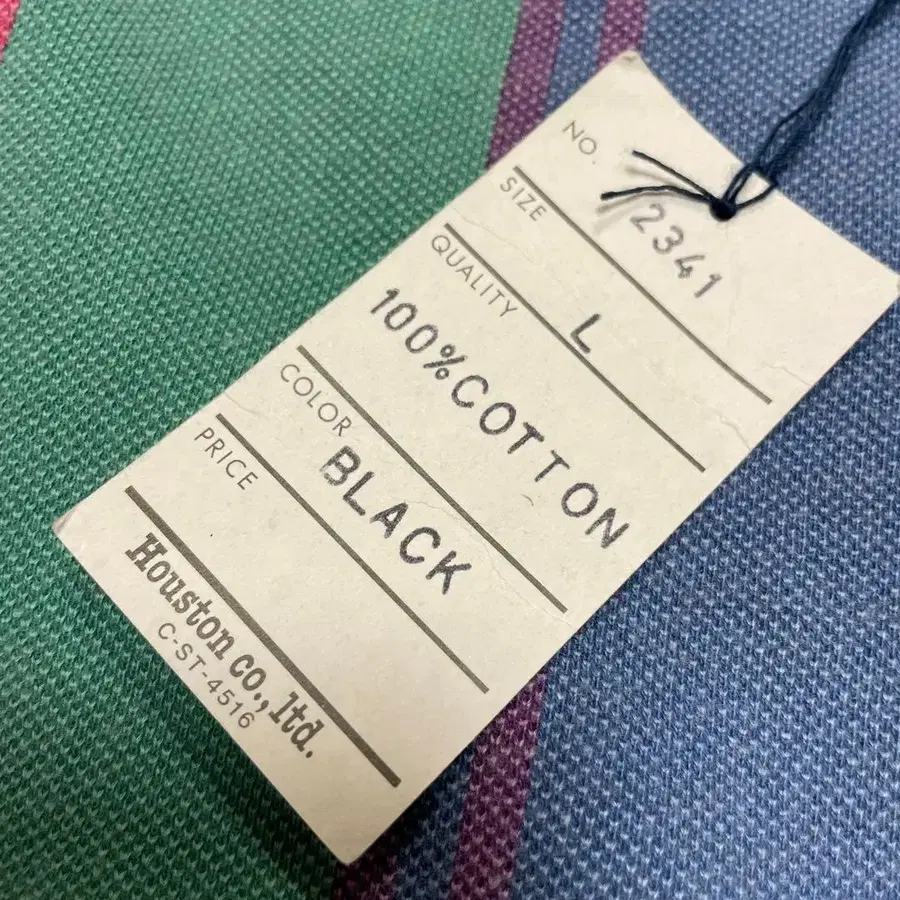 NO. 2341
SIZE L
QUALITY
100%COTTON
COLOR
BLACK
PRICE
Houston co., ltd.
C-ST-4516